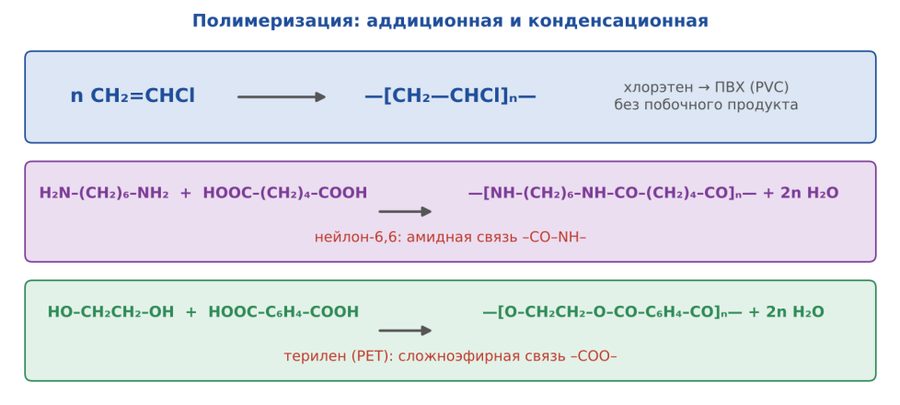 Полимеризация: аддиционная и конденсационная
n CH₂=CHCl —[CH₂—CHCl]ₙ—
хлорэтен → ПВХ (PVC)
без побочного продукта
H₂N–(CH₂)₆–NH₂ + HOOC–(CH₂)₄–COOH —[NH–(CH₂)₆–NH–CO–(CH₂)₄–CO]ₙ— + 2n H₂O
нейлон-6,6: амидная связь –CO–NH–
HO–CH₂CH₂–OH + HOOC–C₆H₄–COOH —[O–CH₂CH₂–O–CO–C₆H₄–CO]ₙ— + 2n H₂O
терилен (PET): сложноэфирная связь –COO–